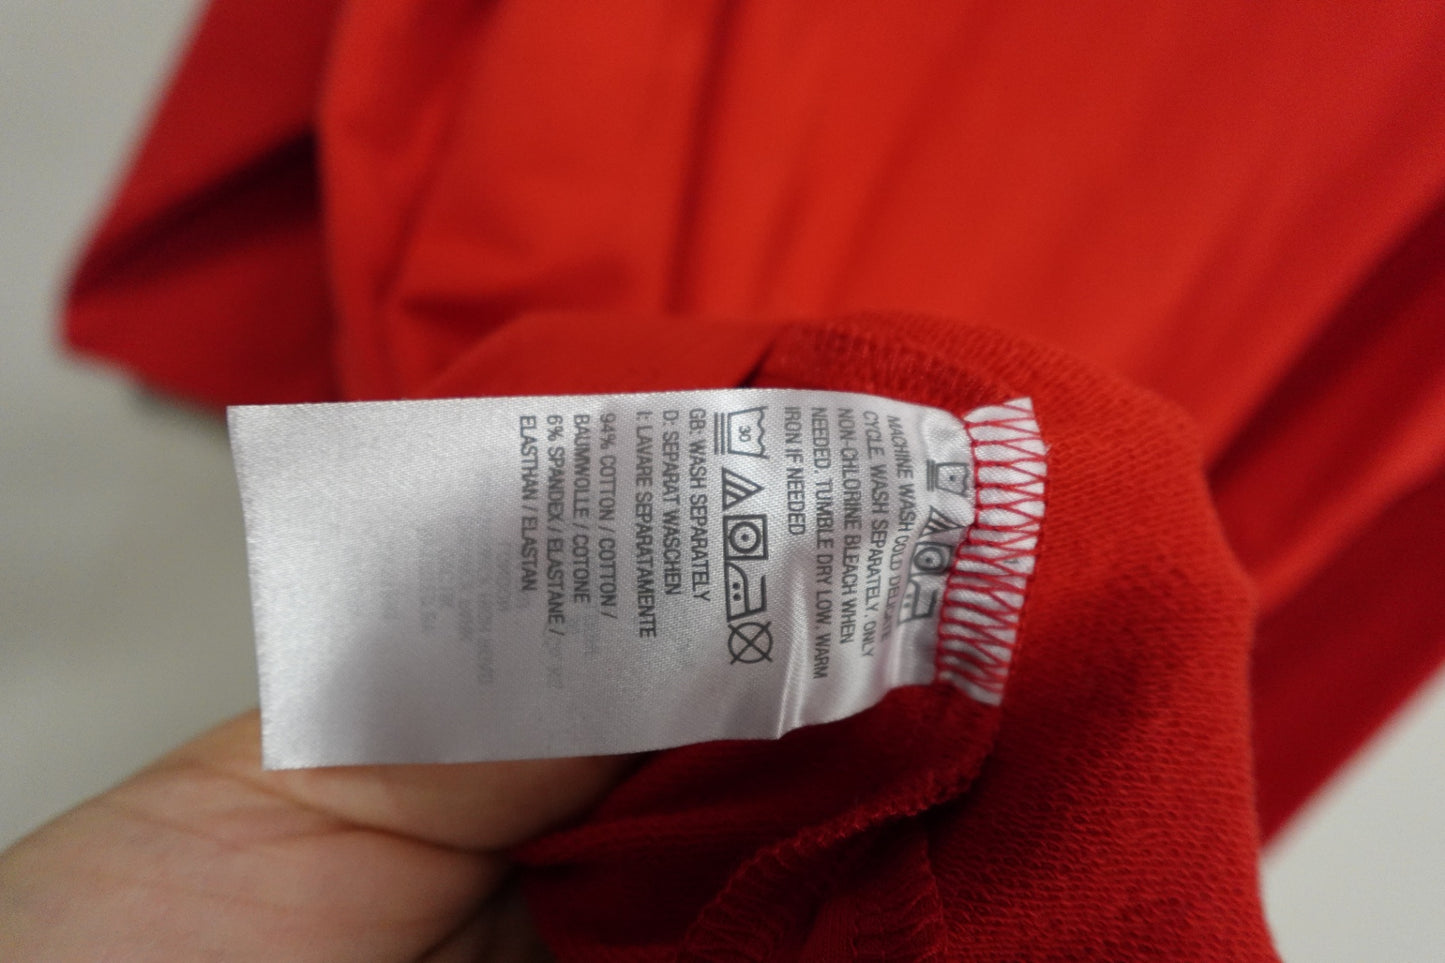 MACHINE WASH COLD DELICATE
CYCLE. WASH SEPARATELY. ONLY
NON-CHLORINE BLEACH WHEN
NEEDED. TUMBLE DRY LOW. WARM
IRON IF NEEDED
30
GB: WASH SEPARATELY
D: SEPARAT WASCHEN
I: LAVARE SEPARATAMENTE
94% COTTON / COTTON /
BAUMWOLLE / COTONE
6% SPANDEX / ELASTANE /
ELASTHAN / ELASTAN